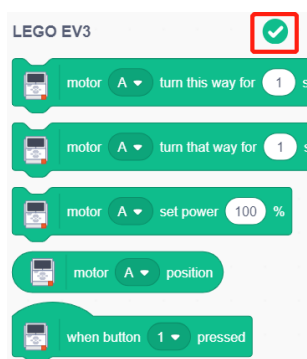 LEGO EV3
motor A turn this way for 1 s
motor A turn that way for 1 s
motor A set power 100 %
motor A position
when button 1 pressed